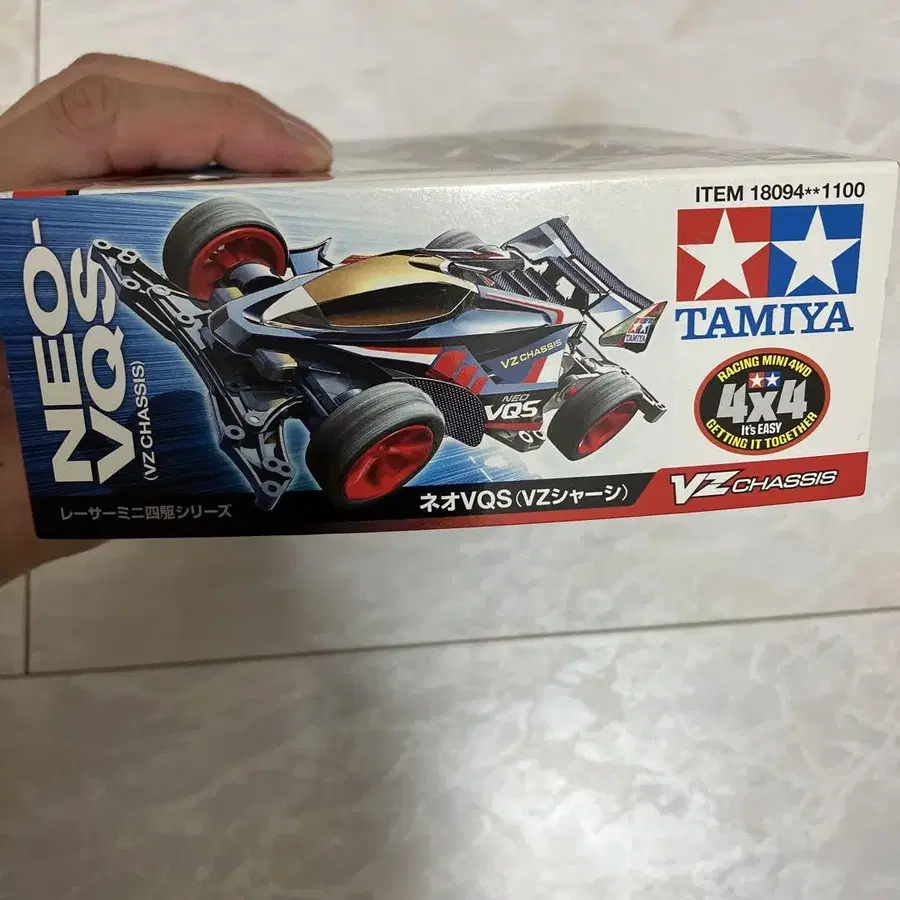 ITEM 18094**1100
NEO-
VQS
(VZ CHASSIS)
TAMIYA
VZ CHASSIS
NEO
VQS
TAMIYA
RACING MINI 4WD
4x4
It's EASY
GETTING IT TOGETHER
レーサーミニ四駆シリーズ
ネオVQS(VZシャーシ)
VZ CHASSIS